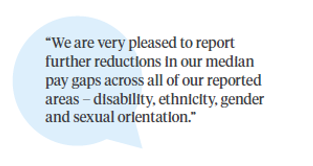 “We are very pleased to report
further reductions in our median
pay gaps across all of our reported
areas – disability, ethnicity, gender
and sexual orientation.”